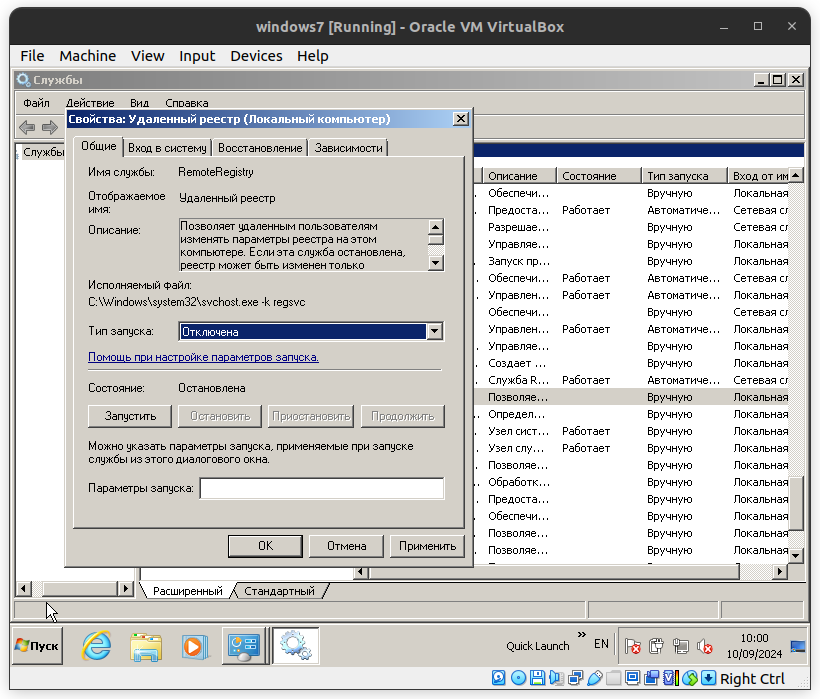 windows7 [Running] - Oracle VM VirtualBox
File Machine View Input Devices Help
Службы
Файл Действие Вид Справка
Службы
Свойства: Удаленный реестр (Локальный компьютер)
Общие Вход в систему Восстановление Зависимости
Имя службы: RemoteRegistry
Отображаемое
имя:
Удаленный реестр
Описание:
Позволяет удаленным пользователям
изменять параметры реестра на этом
компьютере. Если эта служба остановлена,
реестр может быть изменен только
Исполняемый файл:
C:\Windows\system32\svchost.exe -k regsvc
Тип запуска: Отключена
Помощь при настройке параметров запуска.
Состояние: Остановлена
Запустить Остановить Приостановить Продолжить
Можно указать параметры запуска, применяемые при запуске
службы из этого диалогового окна.
Параметры запуска:
OK Отмена Применить
Описание Состояние Тип запуска Вход от им
Обеспечи... Вручную Локальная
Предоста... Работает Автоматиче... Сетевая сл
Разрешае... Вручную Локальная
Управляе... Вручную Локальная
Запуск пр... Вручную Локальная
Обеспечи... Работает Автоматиче... Сетевая сл
Управлен... Работает Автоматиче... Локальная
Обеспечи... Вручную Сетевая сл
Управлен... Работает Автоматиче... Локальная
Управляе... Вручную Локальная
Создает ... Вручную Локальная
Служба R... Работает Автоматиче... Сетевая сл
Позволяе... Вручную Локальная
Определ... Вручную Локальная
Узел сист... Работает Вручную Локальная
Узел слу... Работает Вручную Локальная
Позволяе... Вручную Локальная
Обработк... Вручную Локальная
Предоста... Вручную Локальная
Обеспечи... Вручную Локальная
Позволяе... Вручную Локальная
Позволяе... Вручную Локальная
Расширенный Стандартный
Пуск
Quick Launch » EN
10:00
10/09/2024
Right Ctrl